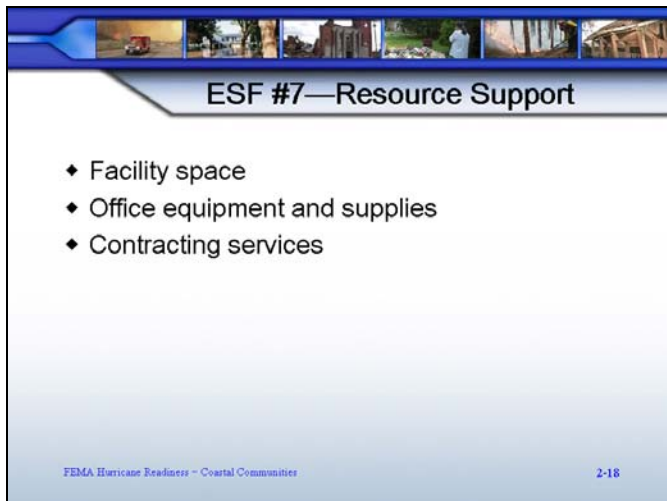 ESF #7—Resource Support
◆ Facility space
◆ Office equipment and supplies
◆ Contracting services
FEMA Hurricane Readiness – Coastal Communities
2-18